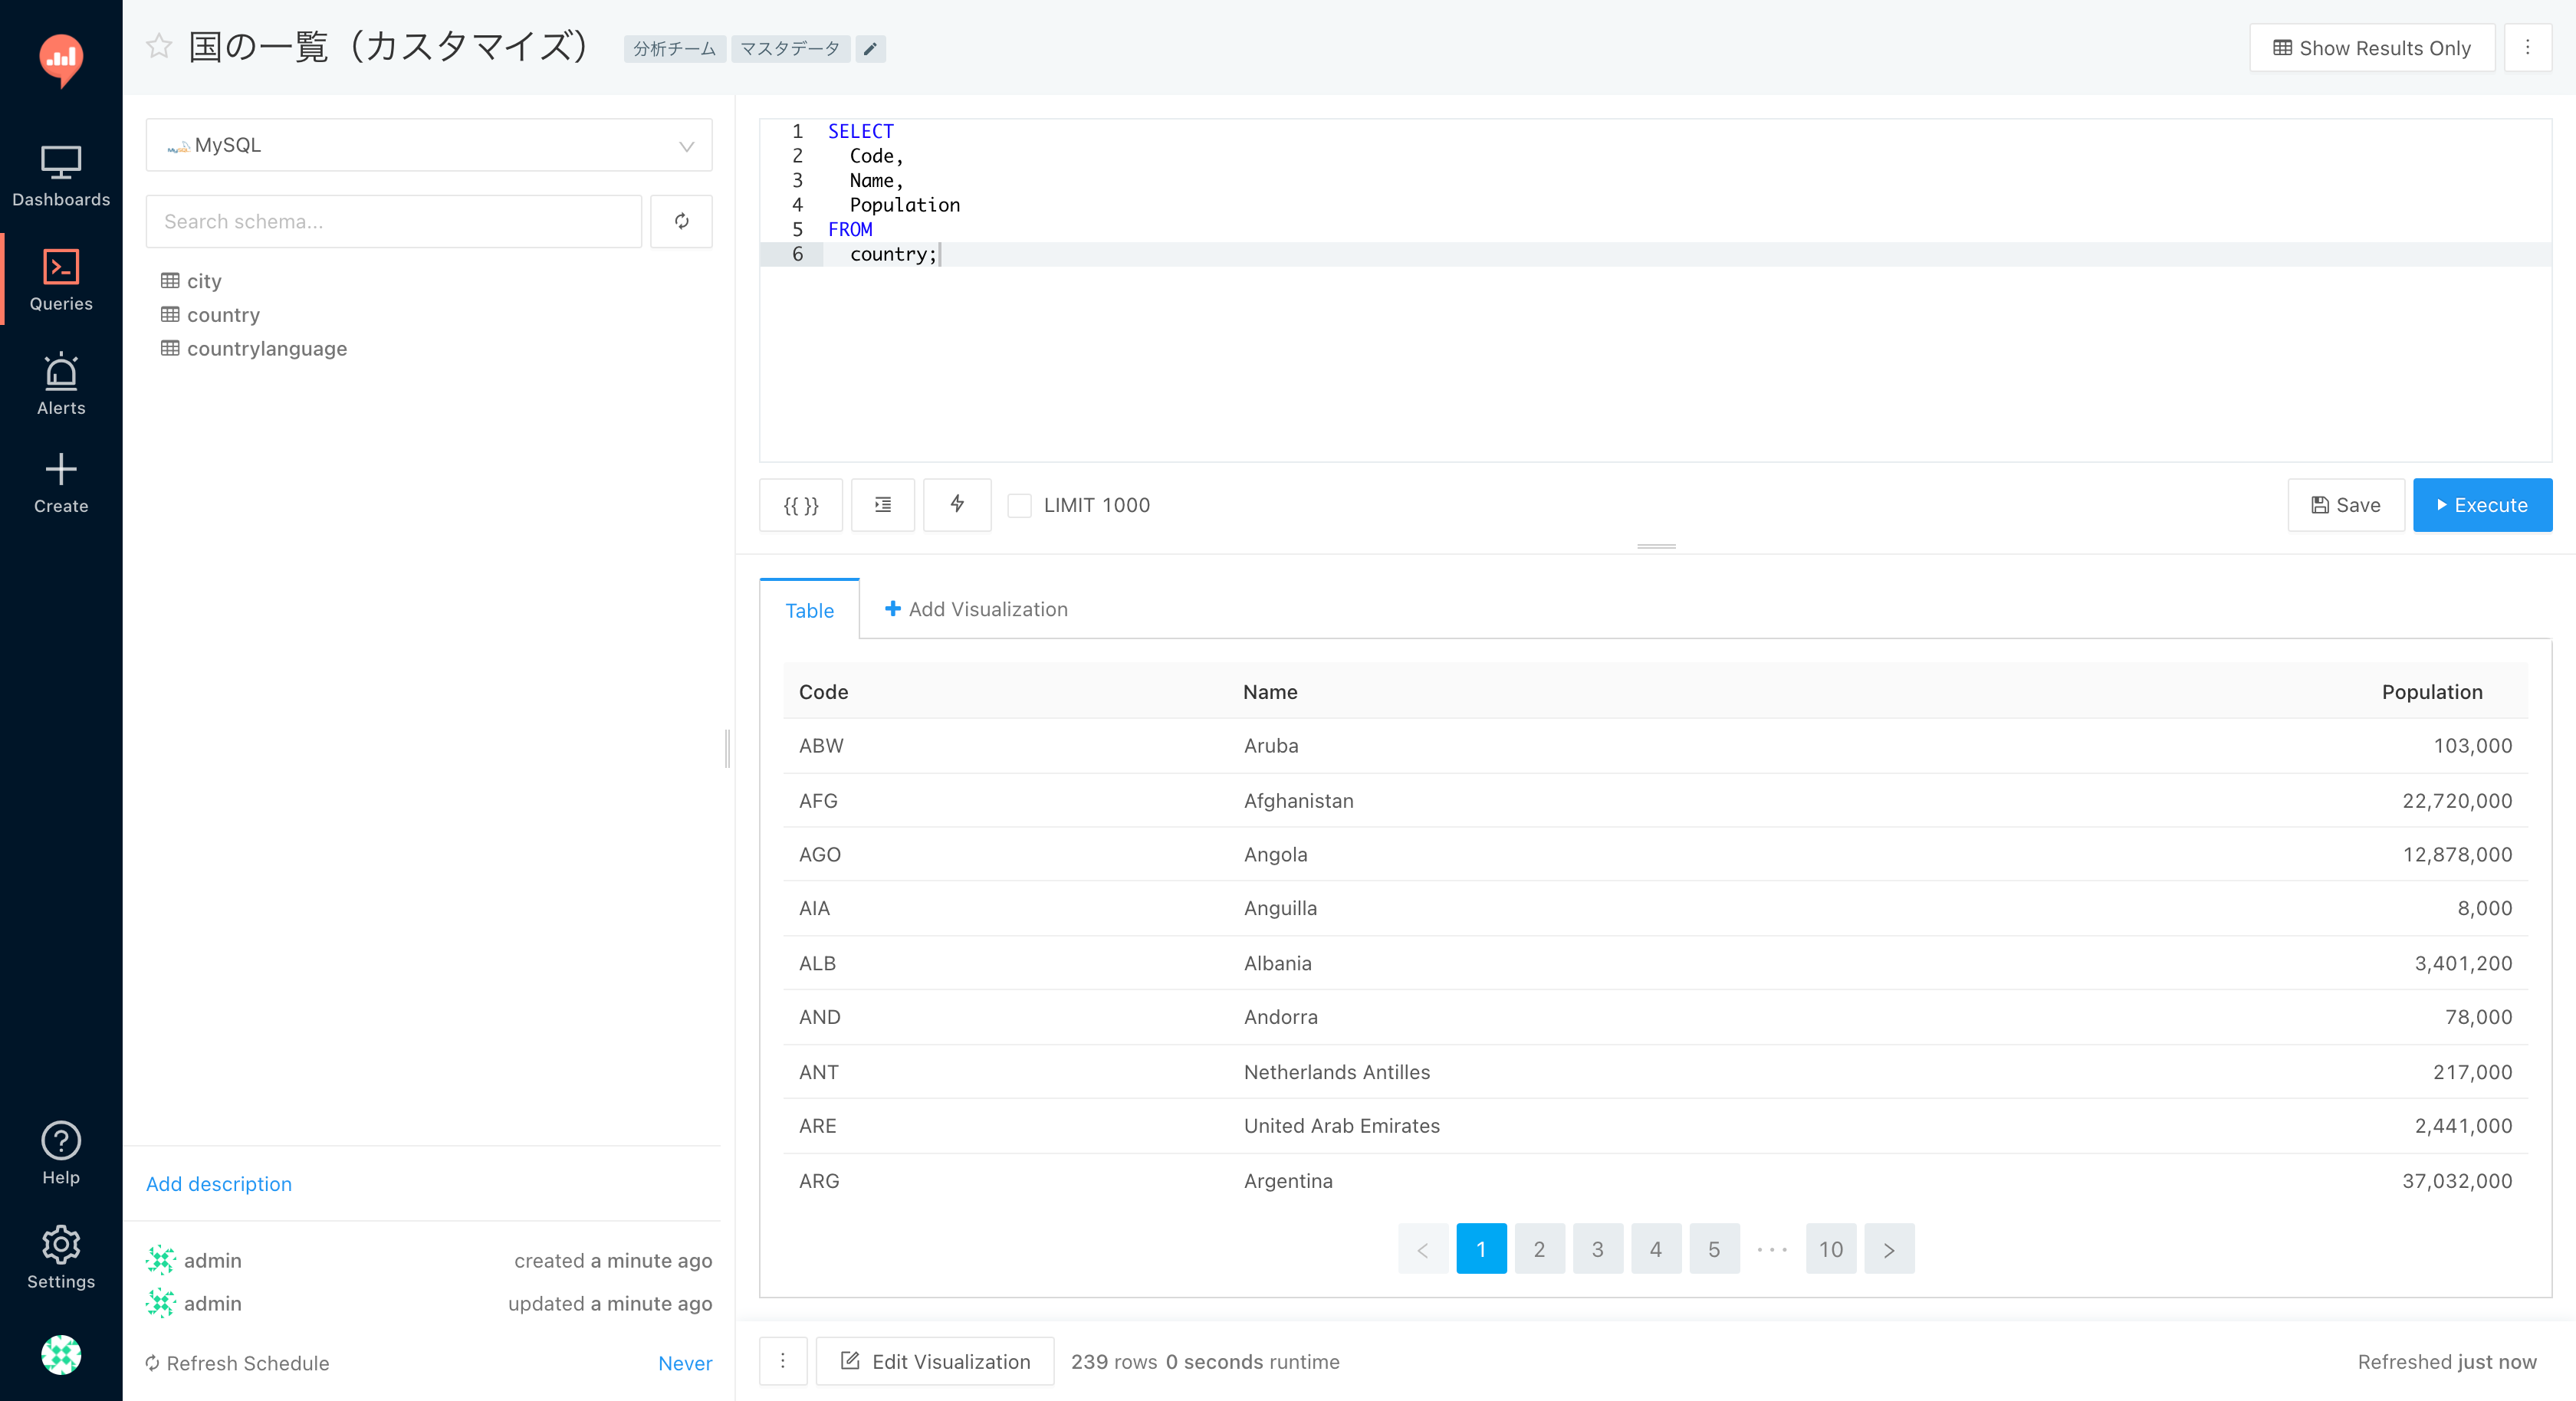 国の一覧（カスタマイズ）
分析チーム マスタデータ
Show Results Only
Dashboards
Queries
Alerts
Create
Help
Settings
MySQL
Search schema...
city
country
countrylanguage
Add description
admin created a minute ago
admin updated a minute ago
Refresh Schedule Never
1 SELECT
2 Code,
3 Name,
4 Population
5 FROM
6 country;
{{ }} LIMIT 1000 Save Execute
Table Add Visualization
Code Name Population
ABW Aruba 103,000
AFG Afghanistan 22,720,000
AGO Angola 12,878,000
AIA Anguilla 8,000
ALB Albania 3,401,200
AND Andorra 78,000
ANT Netherlands Antilles 217,000
ARE United Arab Emirates 2,441,000
ARG Argentina 37,032,000
< 1 2 3 4 5 ··· 10 >
Edit Visualization 239 rows 0 seconds runtime Refreshed just now